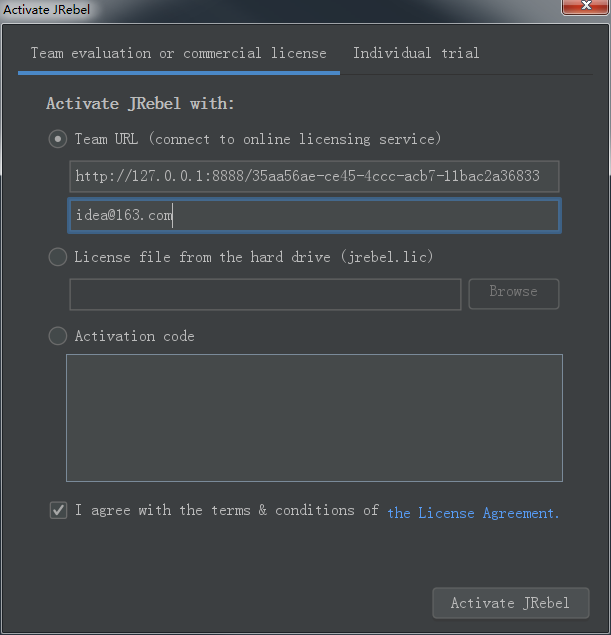 Activate JRebel
Team evaluation or commercial license Individual trial
Activate JRebel with:
Team URL (connect to online licensing service)
http://127.0.0.1:8888/35aa56ae-ce45-4ccc-acb7-11bac2a36833
idea@163.com
License file from the hard drive (jrebel.lic)
Browse
Activation code
I agree with the terms & conditions of the License Agreement.
Activate JRebel